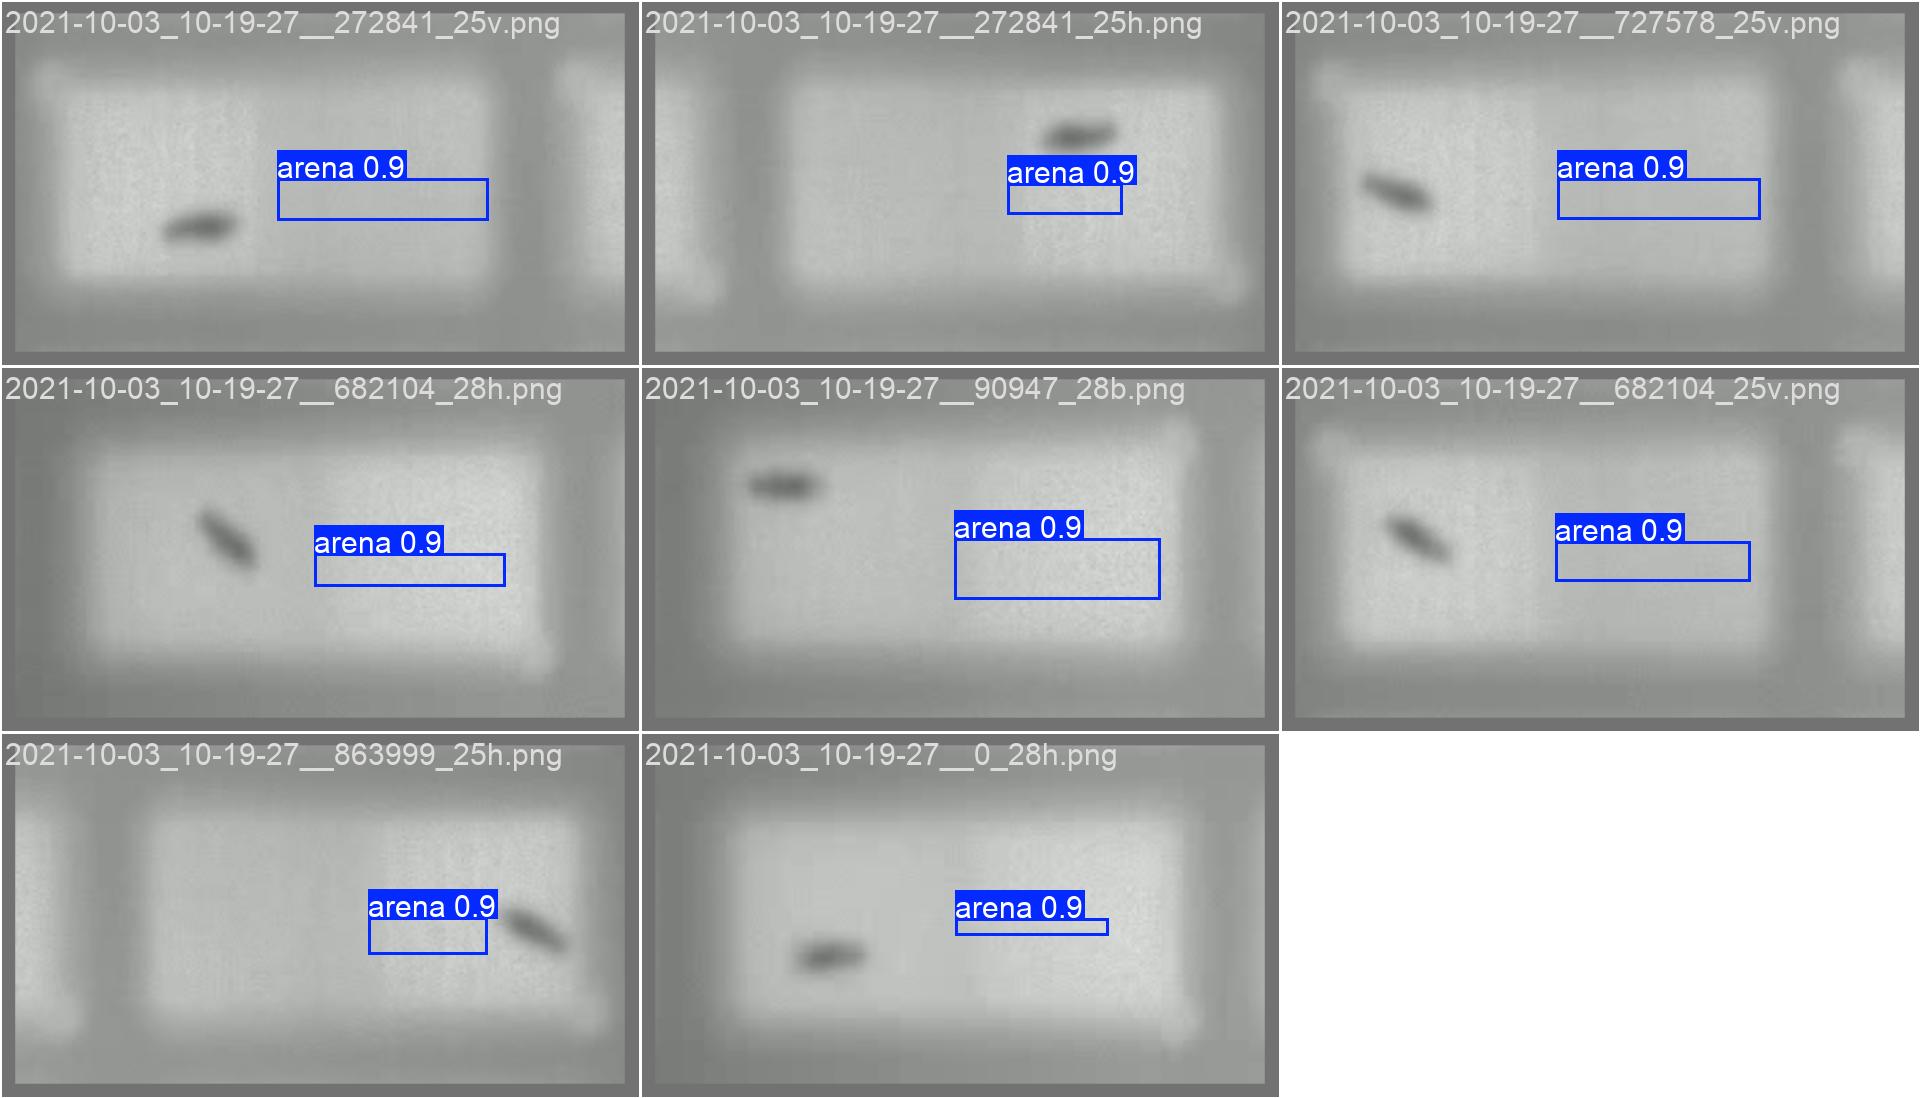 2021-10-03_10-19-27__272841_25v.png
arena 0.9
2021-10-03_10-19-27__272841_25h.png
arena 0.9
2021-10-03_10-19-27__727578_25v.png
arena 0.9
2021-10-03_10-19-27__682104_28h.png
arena 0.9
2021-10-03_10-19-27__90947_28b.png
arena 0.9
2021-10-03_10-19-27__682104_25v.png
arena 0.9
2021-10-03_10-19-27__863999_25h.png
arena 0.9
2021-10-03_10-19-27__0_28h.png
arena 0.9